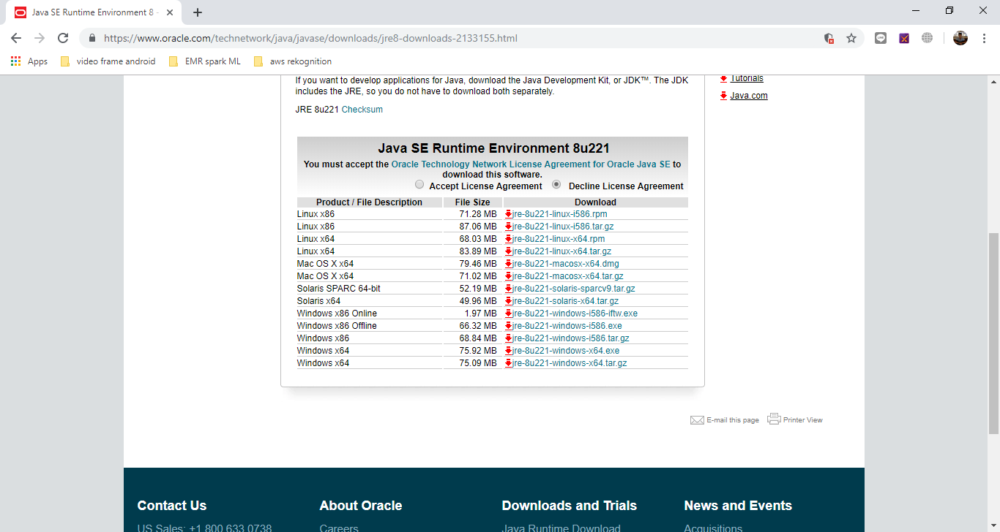 Java SE Runtime Environment 8 -
https://www.oracle.com/technetwork/java/javase/downloads/jre8-downloads-2133155.html
Apps video frame android EMR spark ML aws rekognition
If you want to develop applications for Java, download the Java Development Kit, or JDK™. The JDK
includes the JRE, so you do not have to download both separately.
JRE 8u221 Checksum
Tutorials
Java.com
Java SE Runtime Environment 8u221
You must accept the Oracle Technology Network License Agreement for Oracle Java SE to
download this software.
Accept License Agreement Decline License Agreement
Product / File Description File Size Download
Linux x86 71.28 MB jre-8u221-linux-i586.rpm
Linux x86 87.06 MB jre-8u221-linux-i586.tar.gz
Linux x64 68.03 MB jre-8u221-linux-x64.rpm
Linux x64 83.89 MB jre-8u221-linux-x64.tar.gz
Mac OS X x64 79.46 MB jre-8u221-macosx-x64.dmg
Mac OS X x64 71.02 MB jre-8u221-macosx-x64.tar.gz
Solaris SPARC 64-bit 52.19 MB jre-8u221-solaris-sparcv9.tar.gz
Solaris x64 49.96 MB jre-8u221-solaris-x64.tar.gz
Windows x86 Online 1.97 MB jre-8u221-windows-i586-iftw.exe
Windows x86 Offline 66.32 MB jre-8u221-windows-i586.exe
Windows x86 68.84 MB jre-8u221-windows-i586.tar.gz
Windows x64 75.92 MB jre-8u221-windows-x64.exe
Windows x64 75.09 MB jre-8u221-windows-x64.tar.gz
E-mail this page Printer View
Contact Us About Oracle Downloads and Trials News and Events
US Sales: +1 800 633 0738 Careers Java Runtime Download Acquisitions